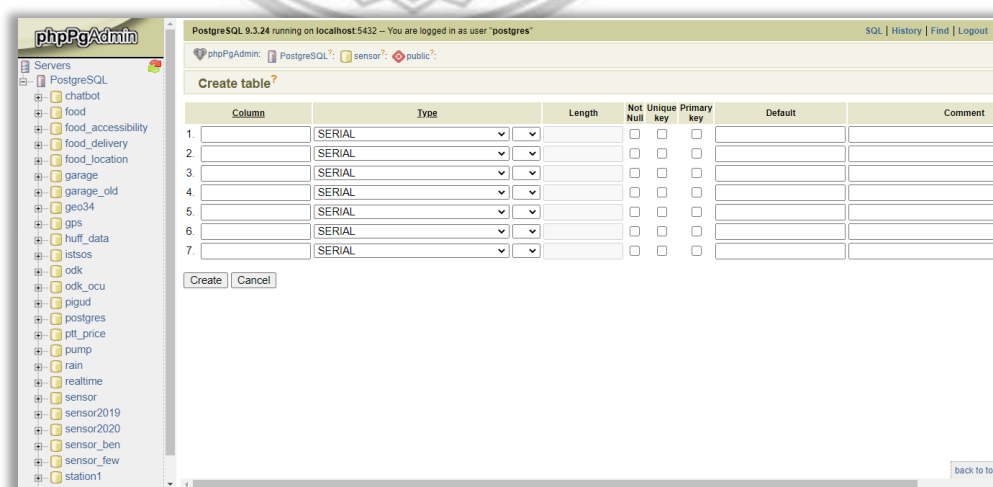 phpPgAdmin
Servers
PostgreSQL
chatbot
food
food_accessibility
food_delivery
food_location
garage
garage_old
geo34
gps
huff_data
istsos
odk
odk_ocu
pigud
postgres
ptt_price
pump
rain
realtime
sensor
sensor2019
sensor2020
sensor_ben
sensor_few
station1
PostgreSQL 9.3.24 running on localhost:5432 -- You are logged in as user "postgres"
SQL | History | Find | Logout
phpPgAdmin: PostgreSQL?: sensor?: public?:
Create table?
Column Type Length Not Null Unique key Primary key Default Comment
1. SERIAL
2. SERIAL
3. SERIAL
4. SERIAL
5. SERIAL
6. SERIAL
7. SERIAL
Create Cancel
back to to